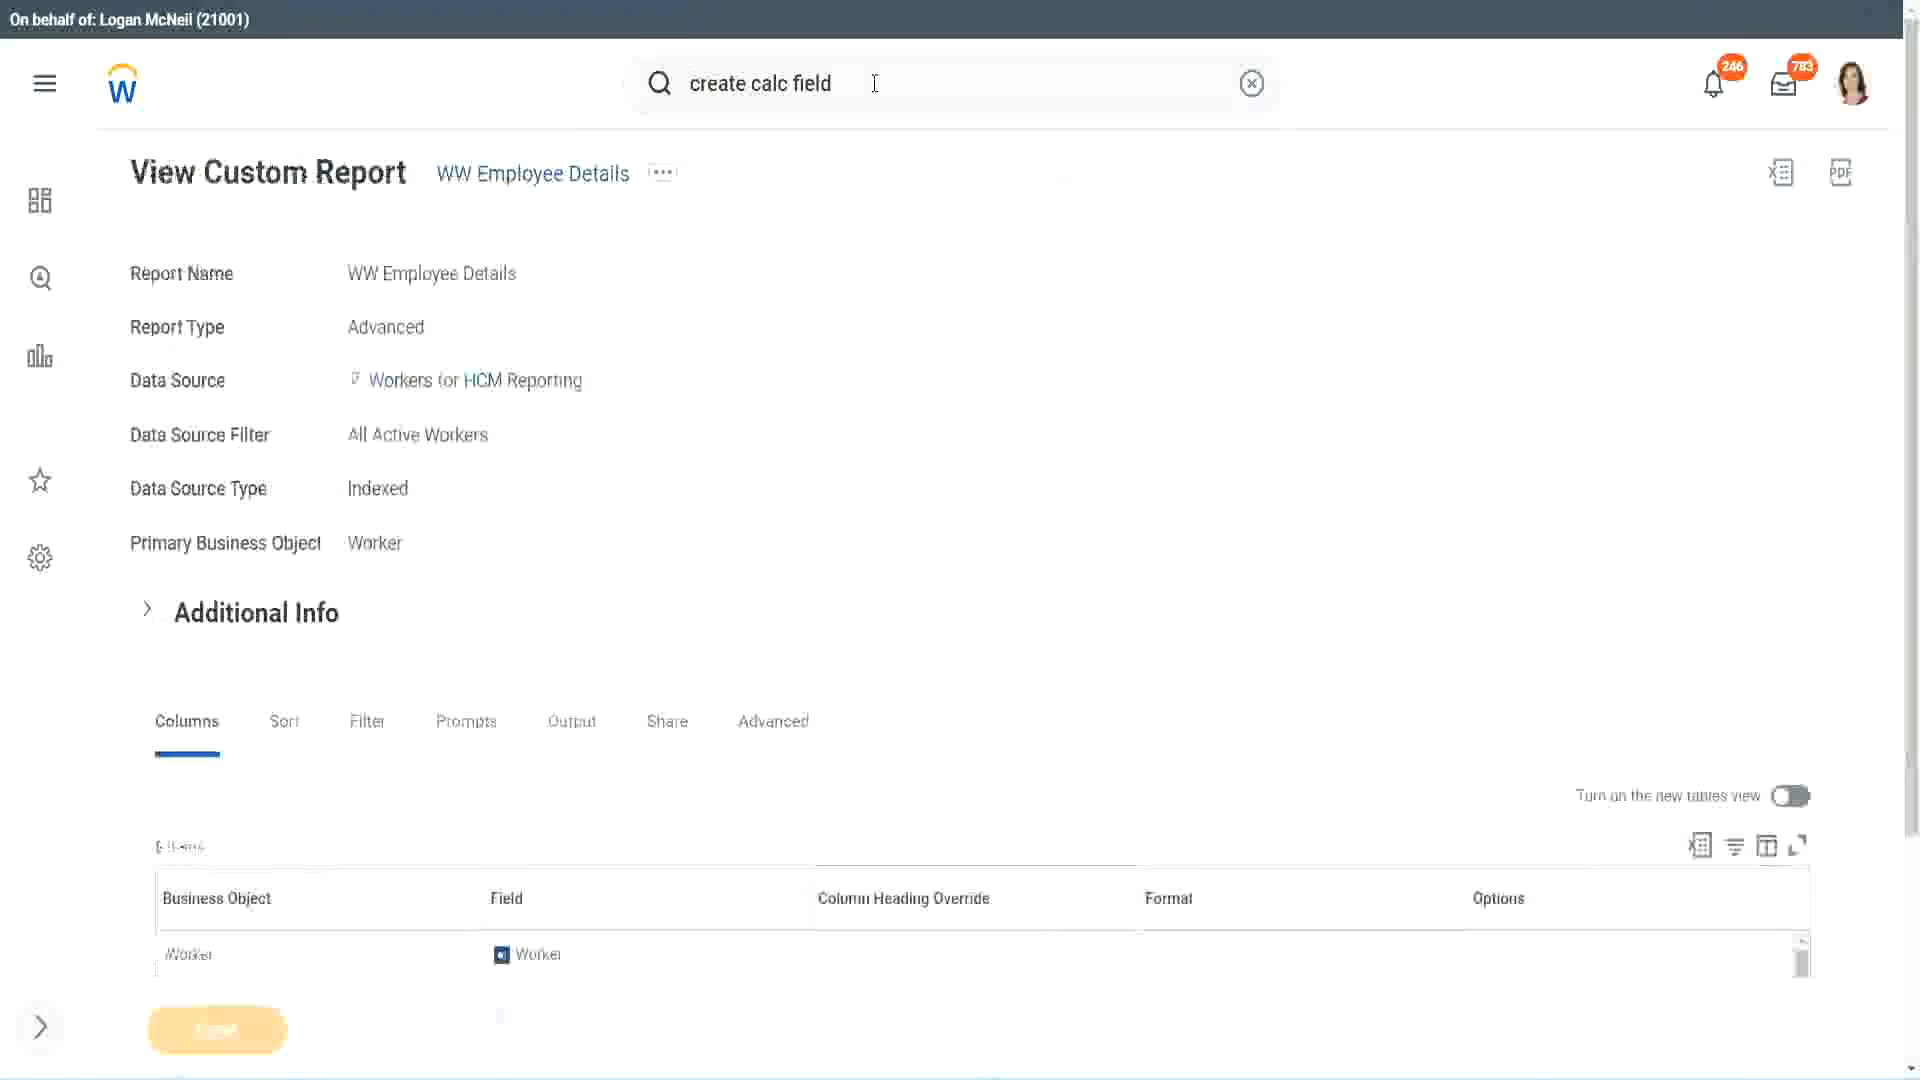 On behalf of: Logan McNeil (21001)
create calc field
246
783
W
View Custom Report WW Employee Details
PDF
Report Name WW Employee Details
Report Type Advanced
Data Source Workers for HCM Reporting
Data Source Filter All Active Workers
Data Source Type Indexed
Primary Business Object Worker
Additional Info
Columns Sort Filter Prompts Output Share Advanced
Turn on the new tables view
Business Object Field Column Heading Override Format Options
Worker Worker